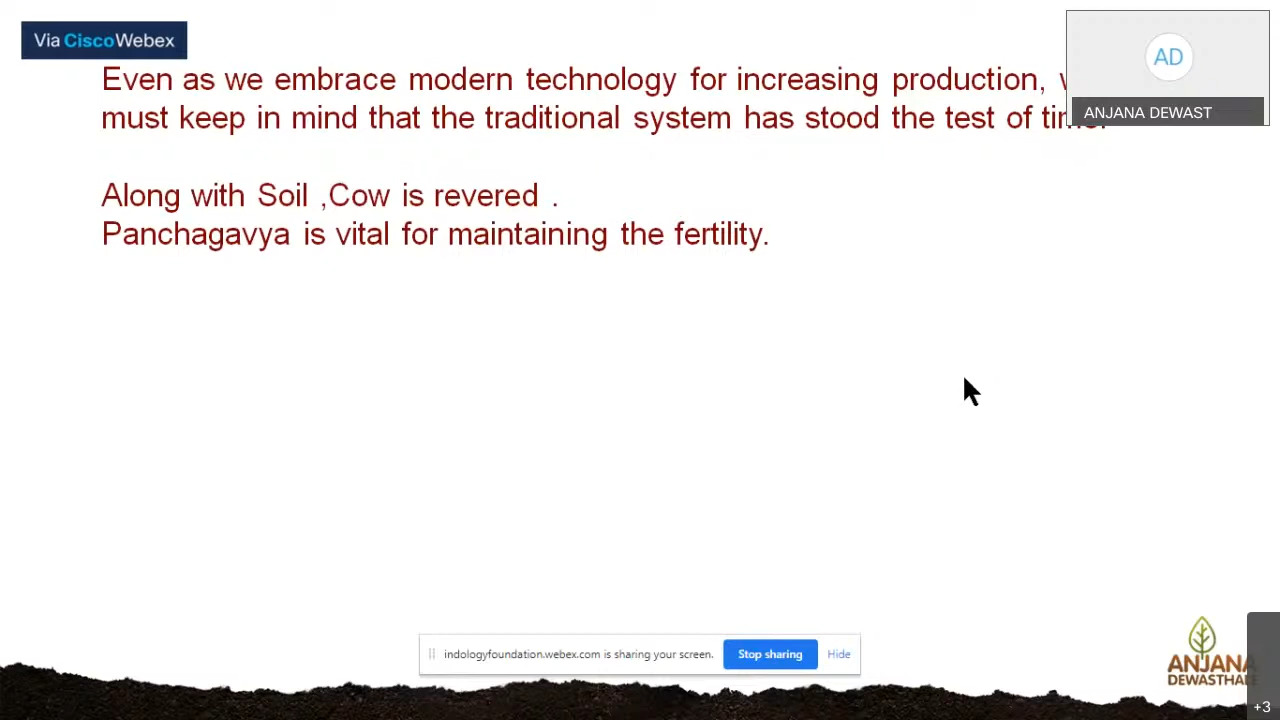 Via CiscoWebex
AD
ANJANA DEWAST
Even as we embrace modern technology for increasing production,
must keep in mind that the traditional system has stood the test of time.
Along with Soil ,Cow is revered .
Panchagavya is vital for maintaining the fertility.
indologyfoundation.webex.com is sharing your screen.
Stop sharing
Hide
ANJANA
DEWASTHALE
+3